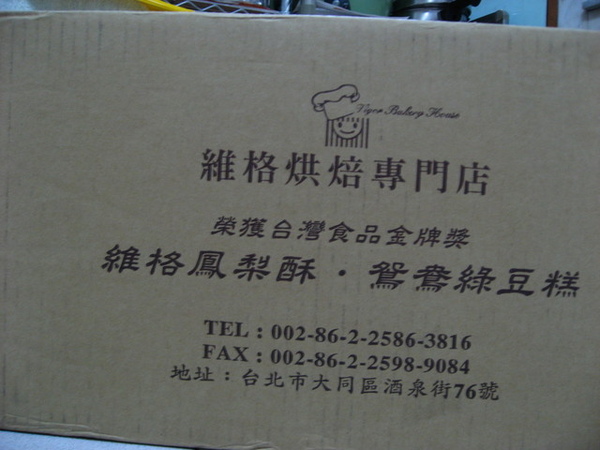 Vigor Bakery House
維格烘焙專門店
榮獲台灣食品金牌獎
維格鳳梨酥・鴛鴦綠豆糕
TEL：002-86-2-2586-3816
FAX：002-86-2-2598-9084
地址：台北市大同區酒泉街76號